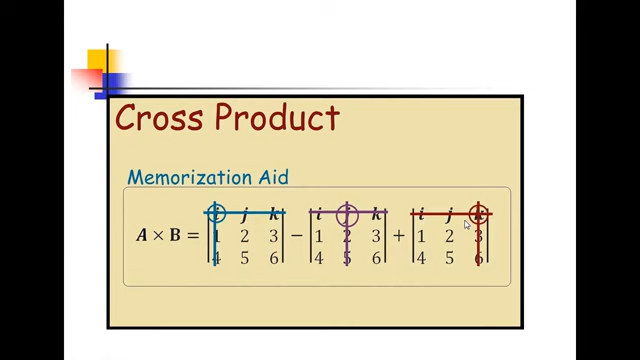 Cross Product
Memorization Aid
A × B = | i j k | − | i j k | + | i j k |
| 1 2 3 | | 1 2 3 | | 1 2 3 |
| 4 5 6 | | 4 5 6 | | 4 5 6 |